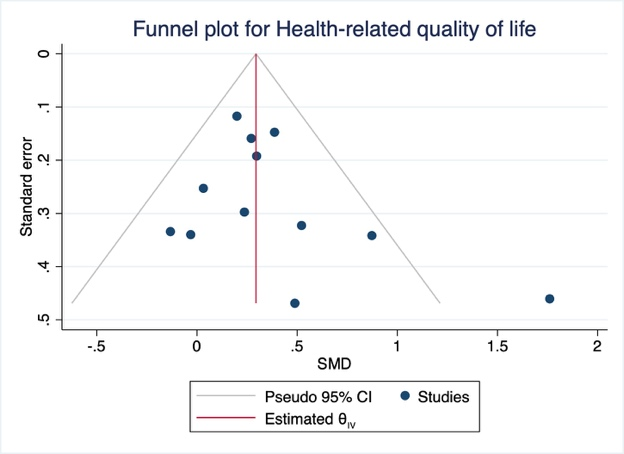 Funnel plot for Health-related quality of life
Standard error
0
.1
.2
.3
.4
.5
-.5 0 .5 1 1.5 2
SMD
Pseudo 95% CI Studies
Estimated θIV